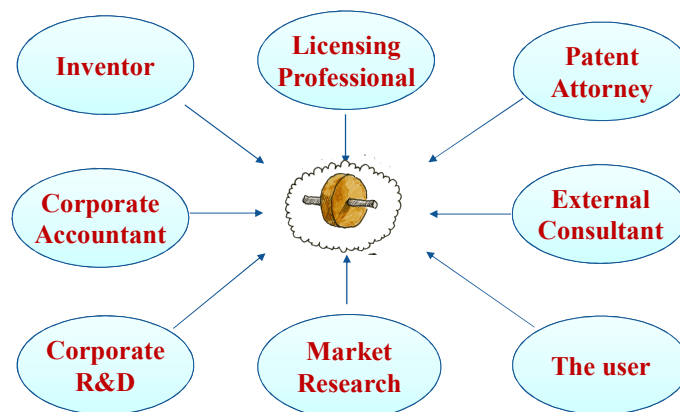 Inventor
Licensing
Professional
Patent
Attorney
Corporate
Accountant
External
Consultant
Corporate
R&D
Market
Research
The user